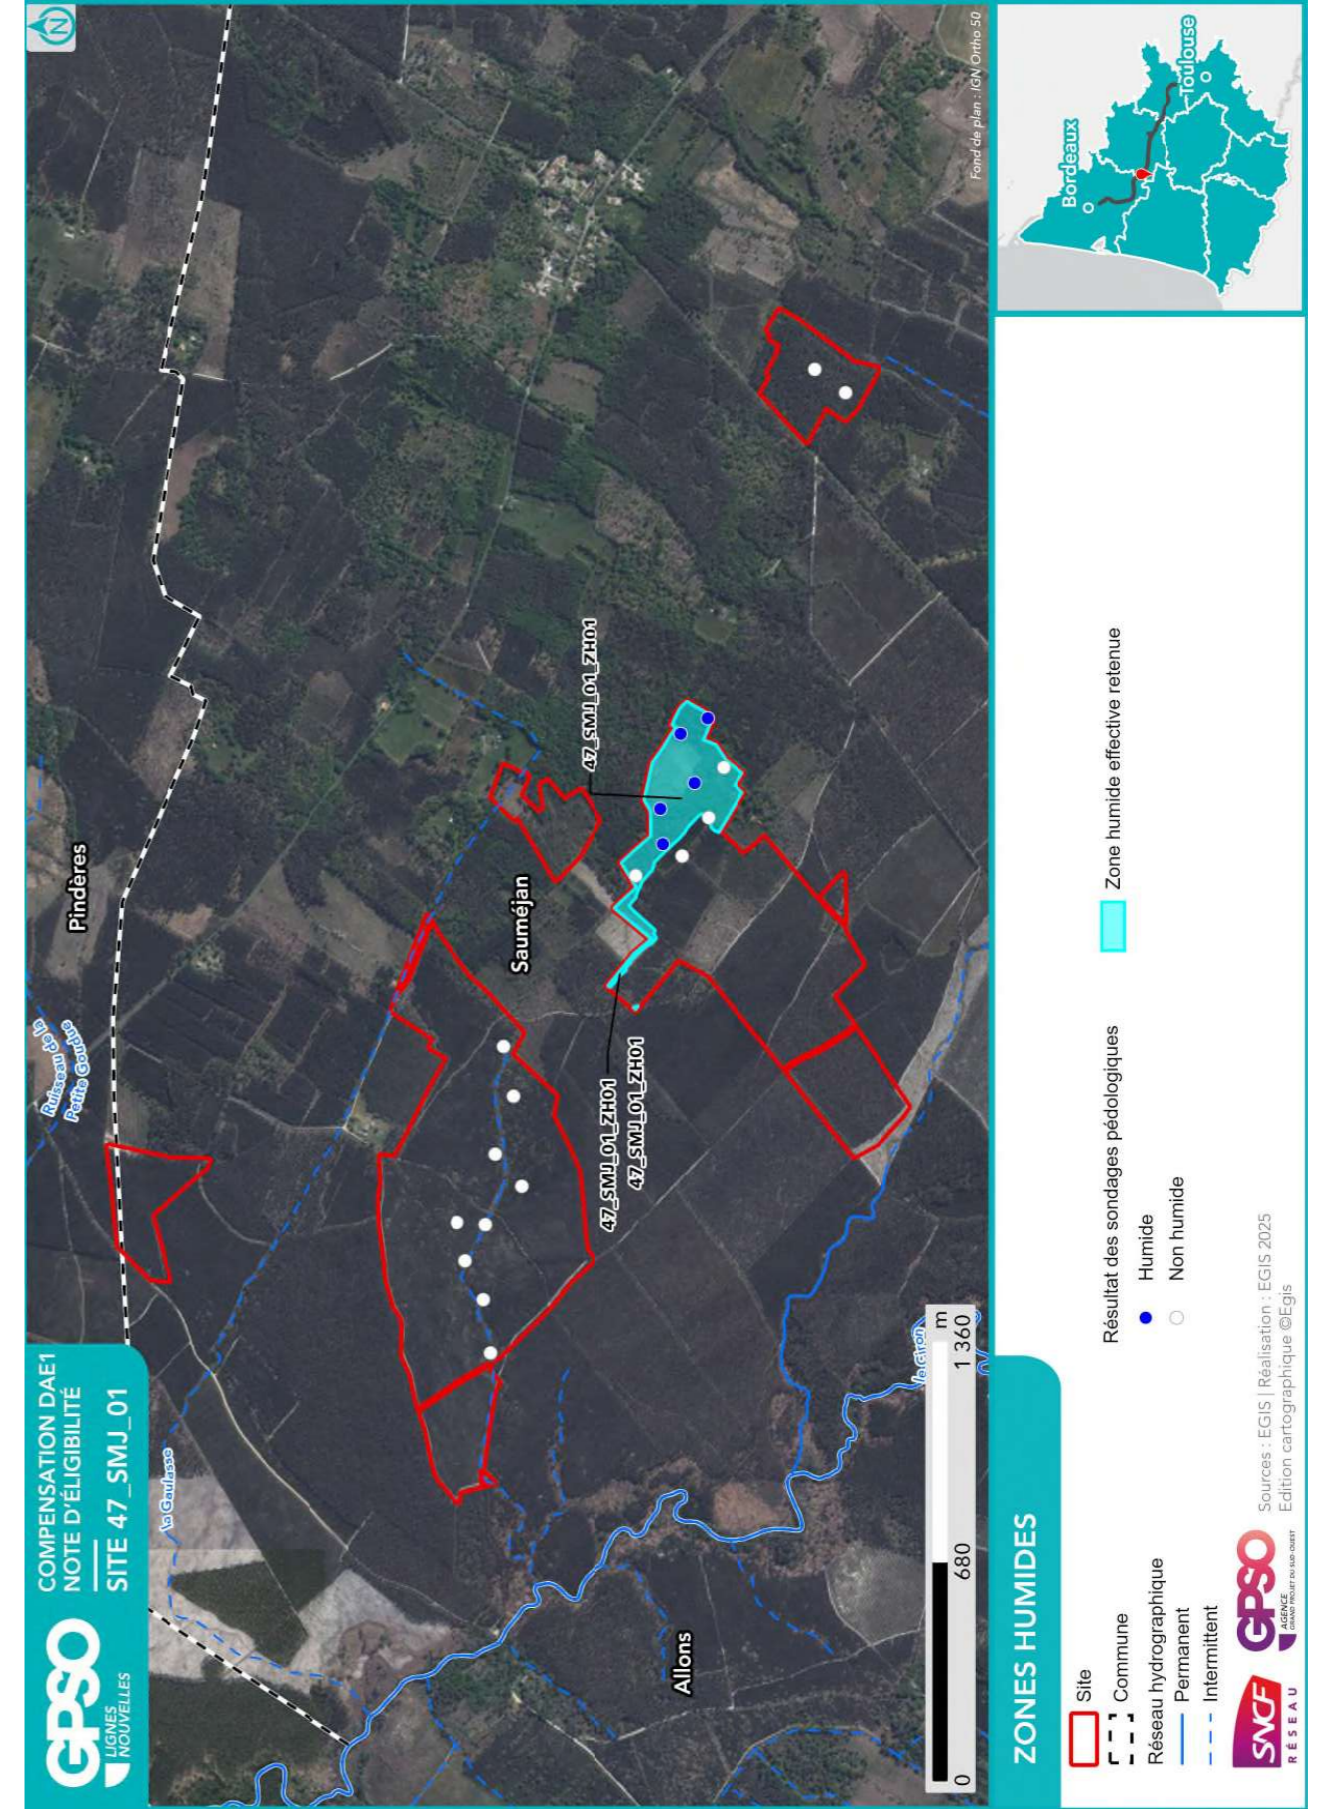 GPSO
LIGNES
NOUVELLES
COMPENSATION DAE1
NOTE D'ÉLIGIBILITÉ
SITE 47_SMJ_01
N
Pindères
Ruisseau de la
Petite Goudre
la Gaulasse
Sauméjan
47_SMJ_01_ZH01
47_SMJ_01_ZH01
47_SMJ_01_ZH01
Allons
le Ciron
0
680
1 360
m
Fond de plan : IGN Ortho 50
ZONES HUMIDES
Site
Commune
Réseau hydrographique
Permanent
Intermittent
Résultat des sondages pédologiques
Humide
Non humide
Zone humide effective retenue
SNCF
RÉSEAU
GPSO
AGENCE
GRAND PROJET DU SUD-OUEST
Sources : EGIS | Réalisation : EGIS 2025
Edition cartographique ©Egis
Bordeaux
Toulouse